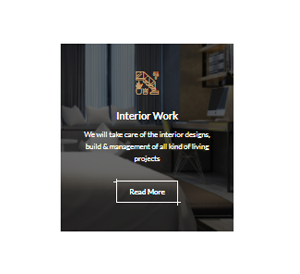 Interior Work
We will take care of the interior designs,
build & management of all kind of living
projects
Read More